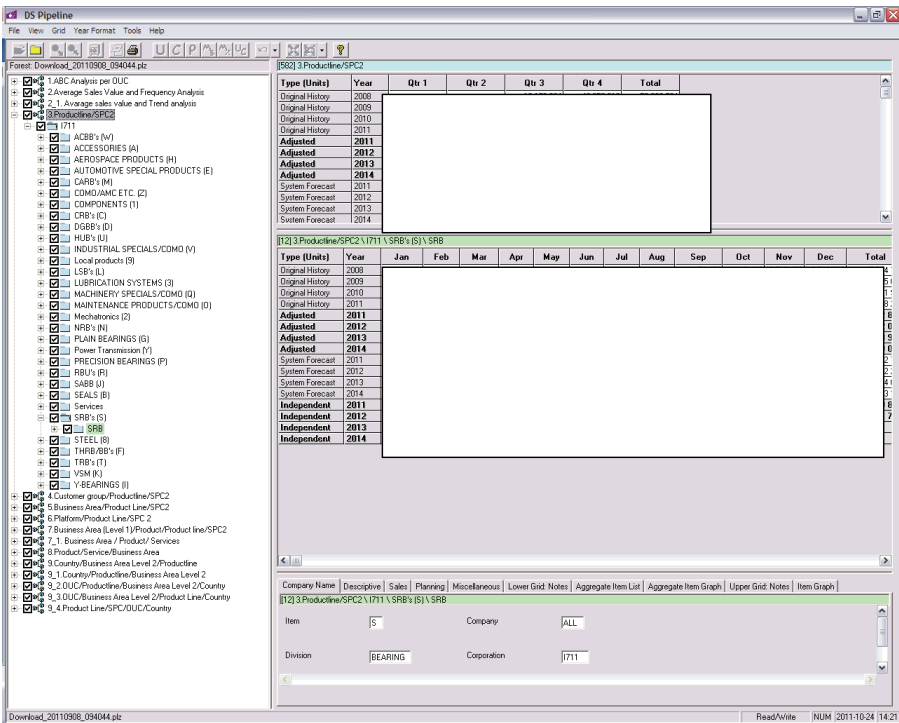 DS Pipeline
File View Grid Year Format Tools Help
U C P
Forest: Download_20110908_094044.plz
1.ABC Analysis per OUC
2.Average Sales Value and Frequency Analysis
2_1. Avarage sales value and Trend analysis
3.Productline/SPC2
I711
ACBB's (W)
ACCESSORIES (A)
AEROSPACE PRODUCTS (H)
AUTOMOTIVE SPECIAL PRODUCTS (E)
CARB's (M)
COMO/AMC ETC. (Z)
COMPONENTS (1)
CRB's (C)
DGBB's (D)
HUB's (U)
INDUSTRIAL SPECIALS/COMO (V)
Local products (9)
LSB's (L)
LUBRICATION SYSTEMS (3)
MACHINERY SPECIALS/COMO (Q)
MAINTENANCE PRODUCTS/COMO (O)
Mechatronics (2)
NRB's (N)
PLAIN BEARINGS (G)
Power Transmission (Y)
PRECISION BEARINGS (P)
RBU's (R)
SABB (J)
SEALS (B)
Services
SRB's (S)
SRB
STEEL (8)
THRB/BB's (F)
TRB's (T)
VSM (K)
Y-BEARINGS (I)
4.Customer group/Productline/SPC2
5.Business Area/Product Line/SPC2
6.Platform/Product Line/SPC 2
7.Business Area (Level 1)/Product/Product line/SPC2
7_1. Business Area / Product/ Services
8.Product/Service/Business Area
9.Country/Business Area Level 2/Productline
9_1.Country/Productline/Business Area Level 2
9_2.OUC/Productline/Business Area Level 2/Country
9_3.OUC/Business Area Level 2/Product Line/Country
9_4.Product Line/SPC/OUC/Country
[582] 3.Productline/SPC2
Type (Units) Year Qtr 1 Qtr 2 Qtr 3 Qtr 4 Total
Original History 2008
Original History 2009
Original History 2010
Original History 2011
Adjusted 2011
Adjusted 2012
Adjusted 2013
Adjusted 2014
System Forecast 2011
System Forecast 2012
System Forecast 2013
System Forecast 2014
[12] 3.Productline/SPC2 \ I711 \ SRB's (S) \ SRB
Type (Units) Year Jan Feb Mar Apr May Jun Jul Aug Sep Oct Nov Dec Total
Original History 2008
Original History 2009
Original History 2010
Original History 2011
Adjusted 2011
Adjusted 2012
Adjusted 2013
Adjusted 2014
System Forecast 2011
System Forecast 2012
System Forecast 2013
System Forecast 2014
Independent 2011
Independent 2012
Independent 2013
Independent 2014
Company Name Descriptive Sales Planning Miscellaneous Lower Grid: Notes Aggregate Item List Aggregate Item Graph Upper Grid: Notes Item Graph
[12] 3.Productline/SPC2 \ I711 \ SRB's (S) \ SRB
Item S Company ALL
Division BEARING Corporation I711
Download_20110908_094044.plz Read/Write NUM 2011-10-24 14:21